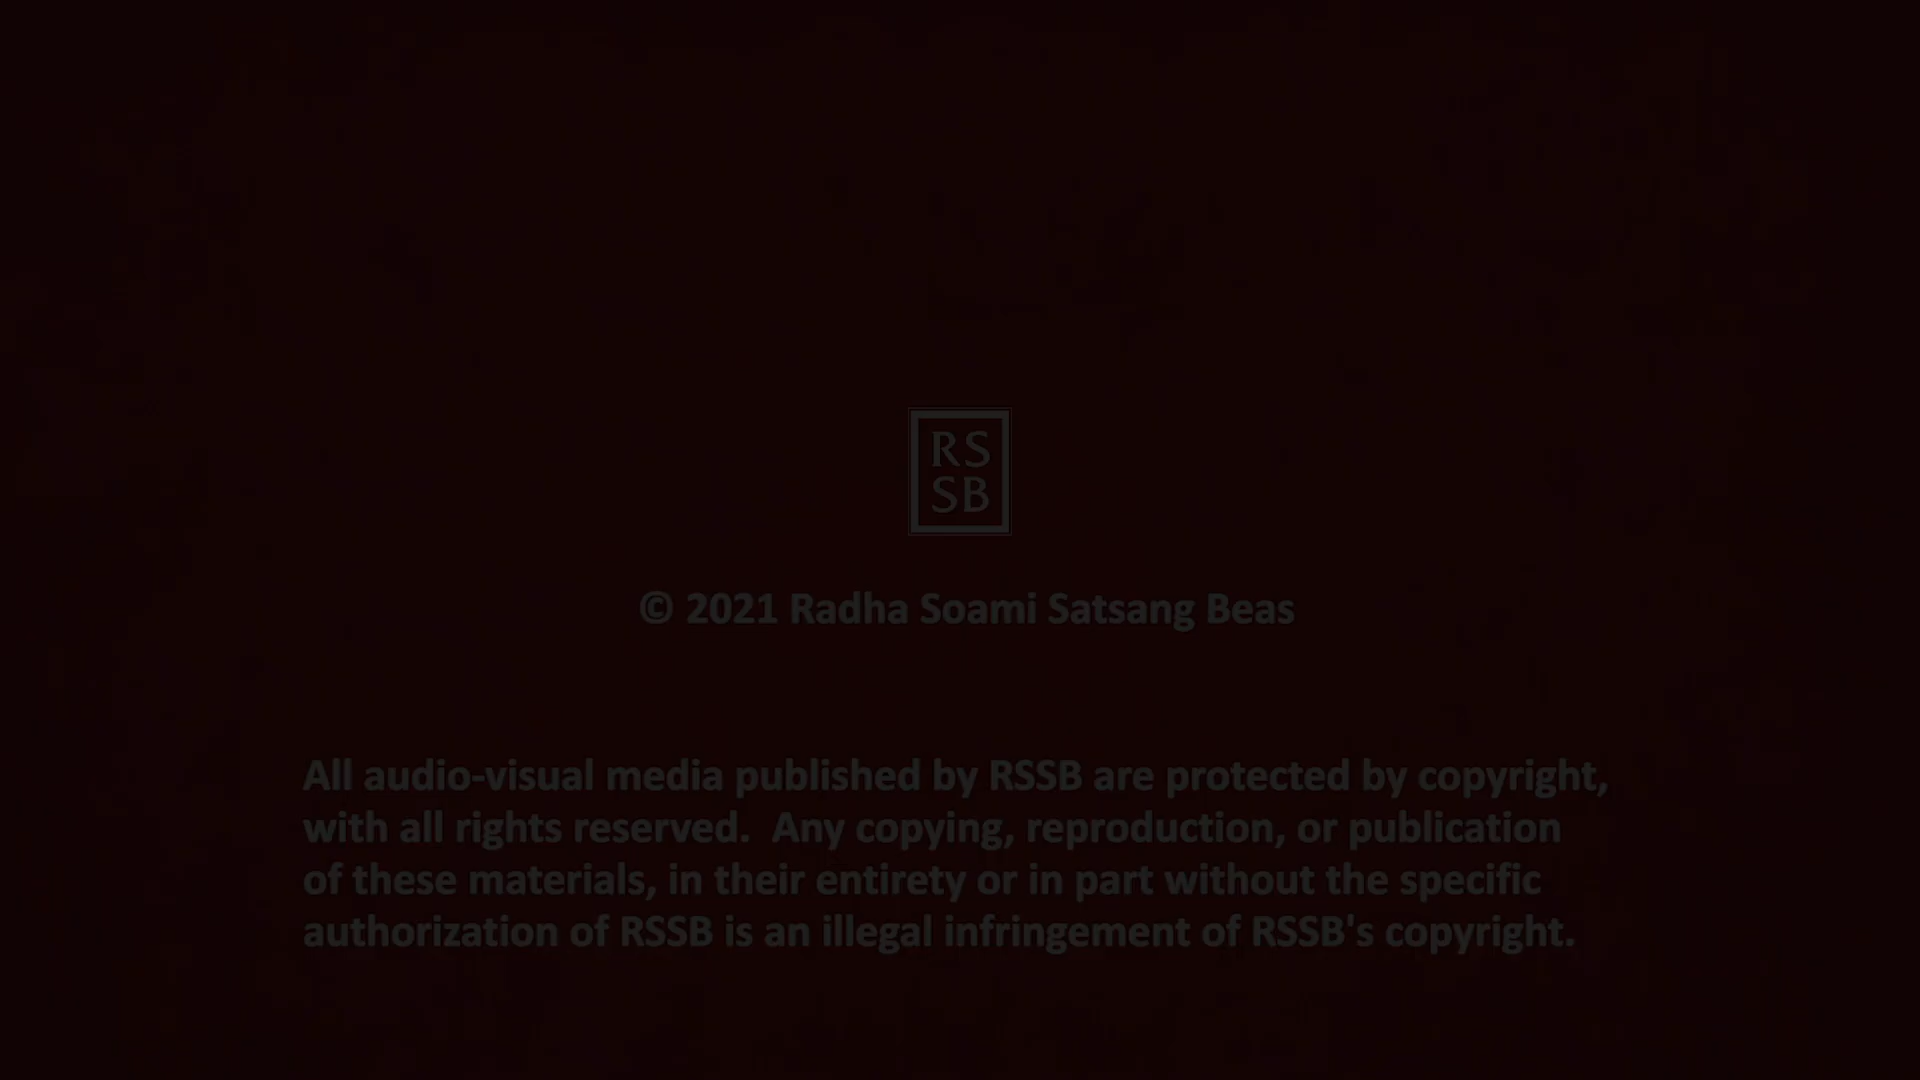 RS
SB
© 2021 Radha Soami Satsang Beas
All audio-visual media published by RSSB are protected by copyright,
with all rights reserved.  Any copying, reproduction, or publication
of these materials, in their entirety or in part without the specific
authorization of RSSB is an illegal infringement of RSSB's copyright.